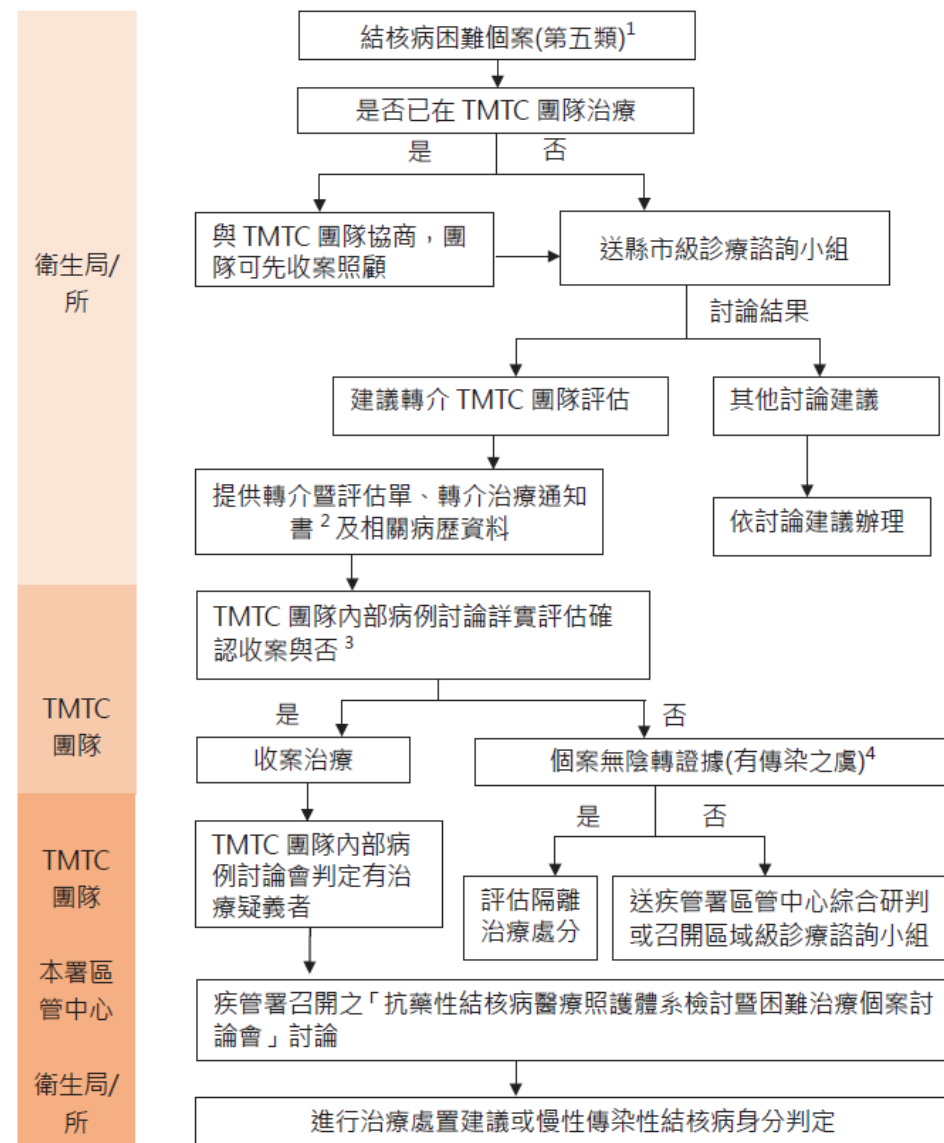 結核病困難個案(第五類)1
是否已在 TMTC 團隊治療
是
否
與 TMTC 團隊協商，團
隊可先收案照顧
送縣市級診療諮詢小組
衛生局/
所
討論結果
建議轉介 TMTC 團隊評估
其他討論建議
提供轉介暨評估單、轉介治療通知
書 2 及相關病歷資料
依討論建議辦理
TMTC 團隊內部病例討論詳實評估確
認收案與否 3
TMTC
團隊
是
否
收案治療
個案無陰轉證據(有傳染之虞)4
TMTC
團隊
TMTC 團隊內部病
例討論會判定有治
療疑義者
是
否
評估隔離
治療處分
送疾管署區管中心綜合研判
或召開區域級診療諮詢小組
本署區
管中心
疾管署召開之「抗藥性結核病醫療照護體系檢討暨困難治療個案討
論會」討論
衛生局/
所
進行治療處置建議或慢性傳染性結核病身分判定